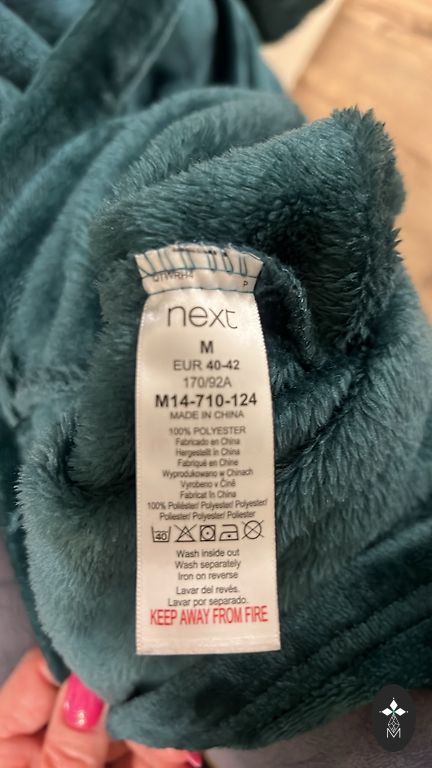 next
M
EUR 40-42
170/92A
M14-710-124
MADE IN CHINA
100% POLYESTER
Fabricado en China
Hergestellt in China
Fabriqué en Chine
Wyprodukowano w Chinach
Vyrobeno v Číně
Fabricat în China
100% Poliéster/ Polyester/ Polyester/
Poliester/ Polyester/ Poliester
40
Wash inside out
Wash separately
Iron on reverse
Lavar del revés.
Lavar por separado.
KEEP AWAY FROM FIRE